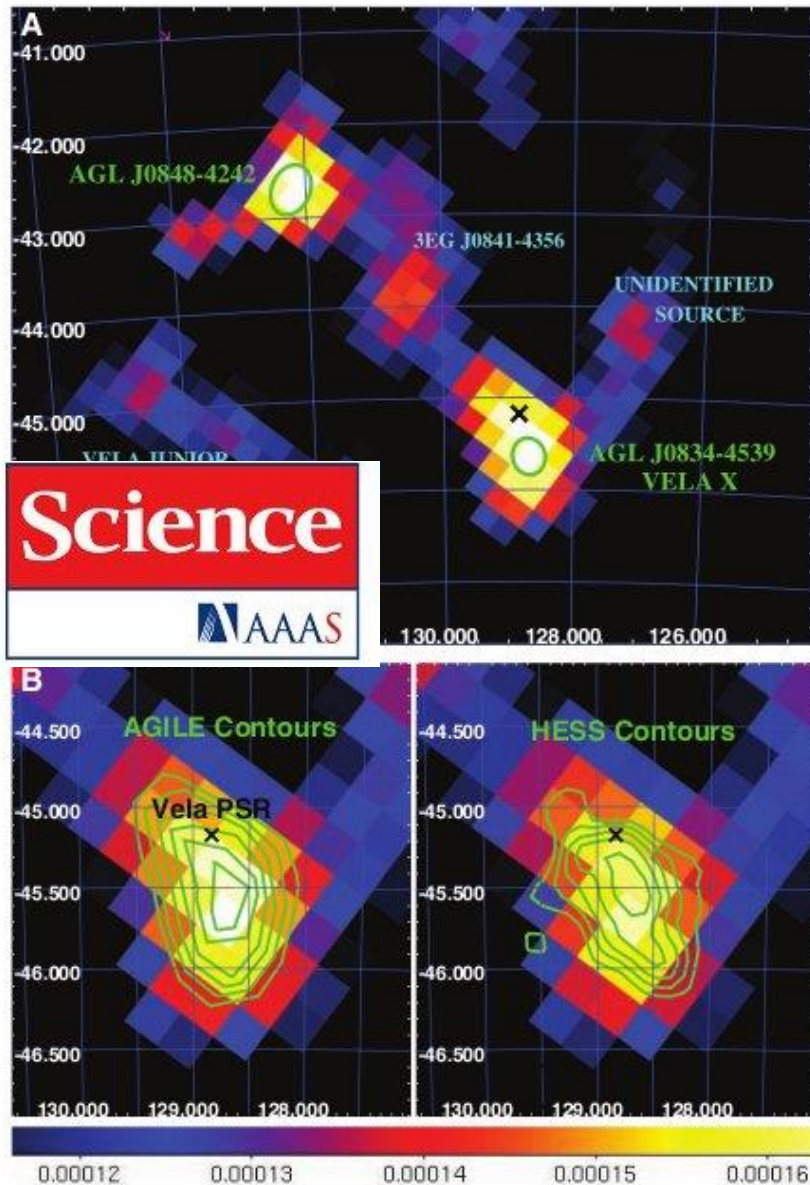 A
-41.000
-42.000
AGL J0848-4242
-43.000
3EG J0841-4356
UNIDENTIFIED
SOURCE
-44.000
-45.000
AGL J0834-4539
VELA X
VELA JUNIOR
Science
AAAS
130.000 128.000 126.000
B
-44.500
AGILE Contours
-45.000
Vela PSR
-45.500
-46.000
-46.500
130.000 129.000 128.000
-44.500
HESS Contours
-45.000
-45.500
-46.000
-46.500
130.000 129.000 128.000
0.00012 0.00013 0.00014 0.00015 0.00016